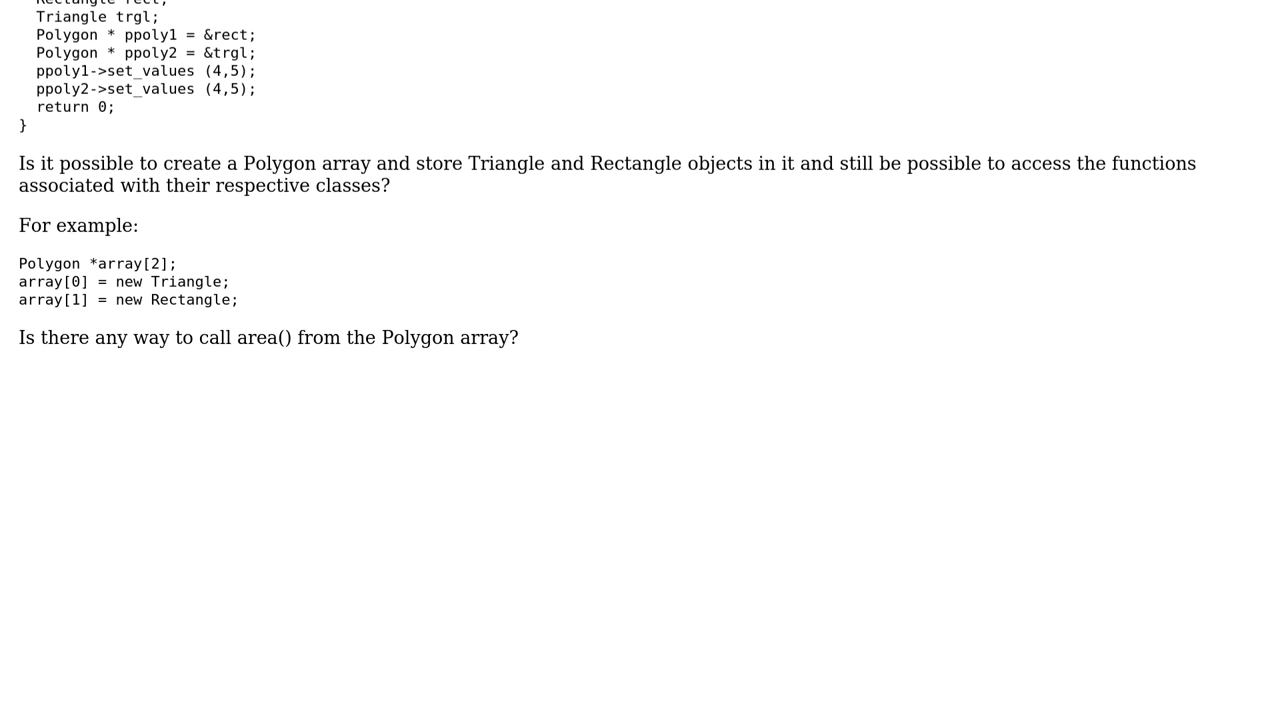 Rectangle rect;
Triangle trgl;
Polygon * ppoly1 = &rect;
Polygon * ppoly2 = &trgl;
ppoly1->set_values (4,5);
ppoly2->set_values (4,5);
return 0;
}
Is it possible to create a Polygon array and store Triangle and Rectangle objects in it and still be possible to access the functions
associated with their respective classes?
For example:
Polygon *array[2];
array[0] = new Triangle;
array[1] = new Rectangle;
Is there any way to call area() from the Polygon array?